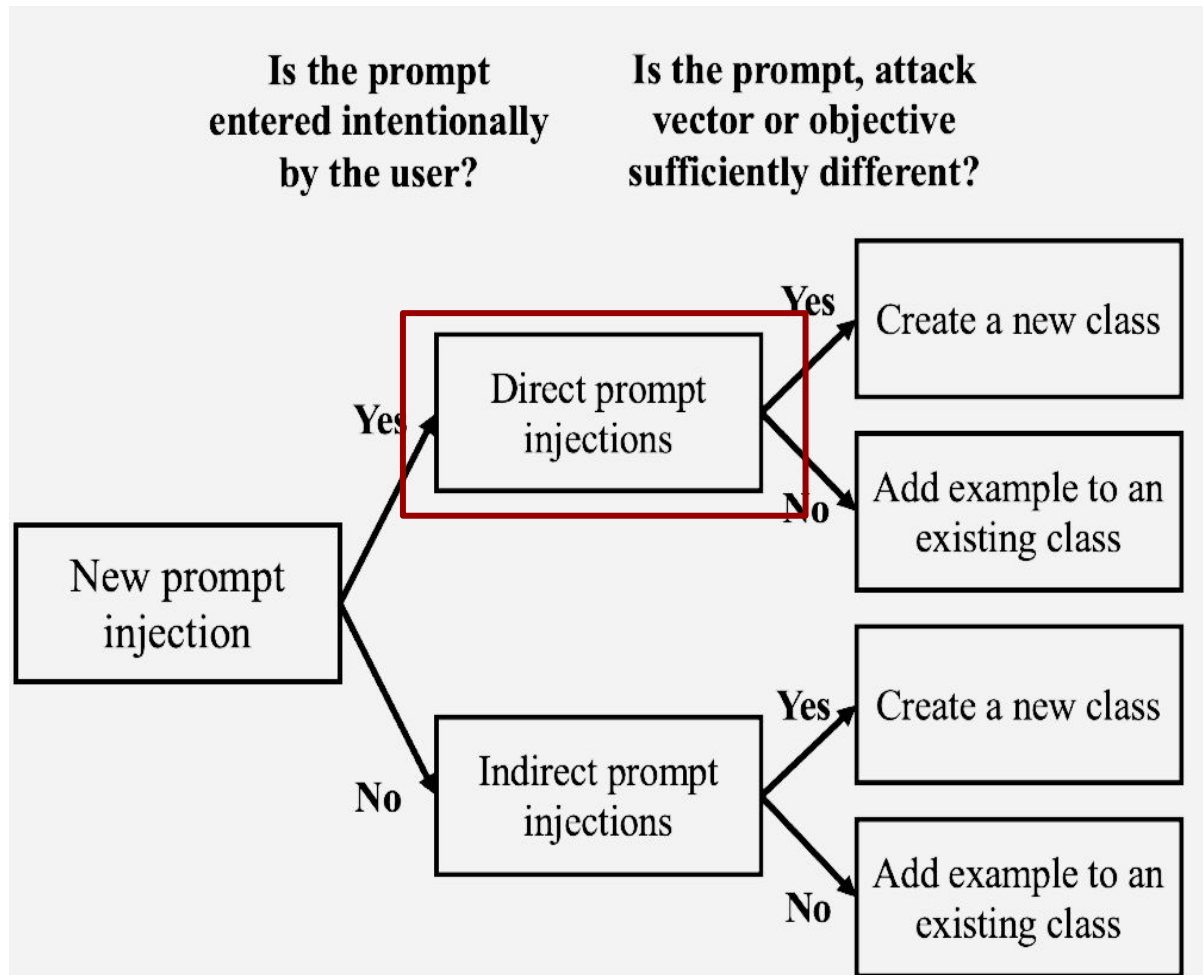 Is the prompt
entered intentionally
by the user?
Is the prompt, attack
vector or objective
sufficiently different?
New prompt
injection
Yes
No
Direct prompt
injections
Indirect prompt
injections
Yes
No
Create a new class
Add example to an
existing class
Yes
No
Create a new class
Add example to an
existing class